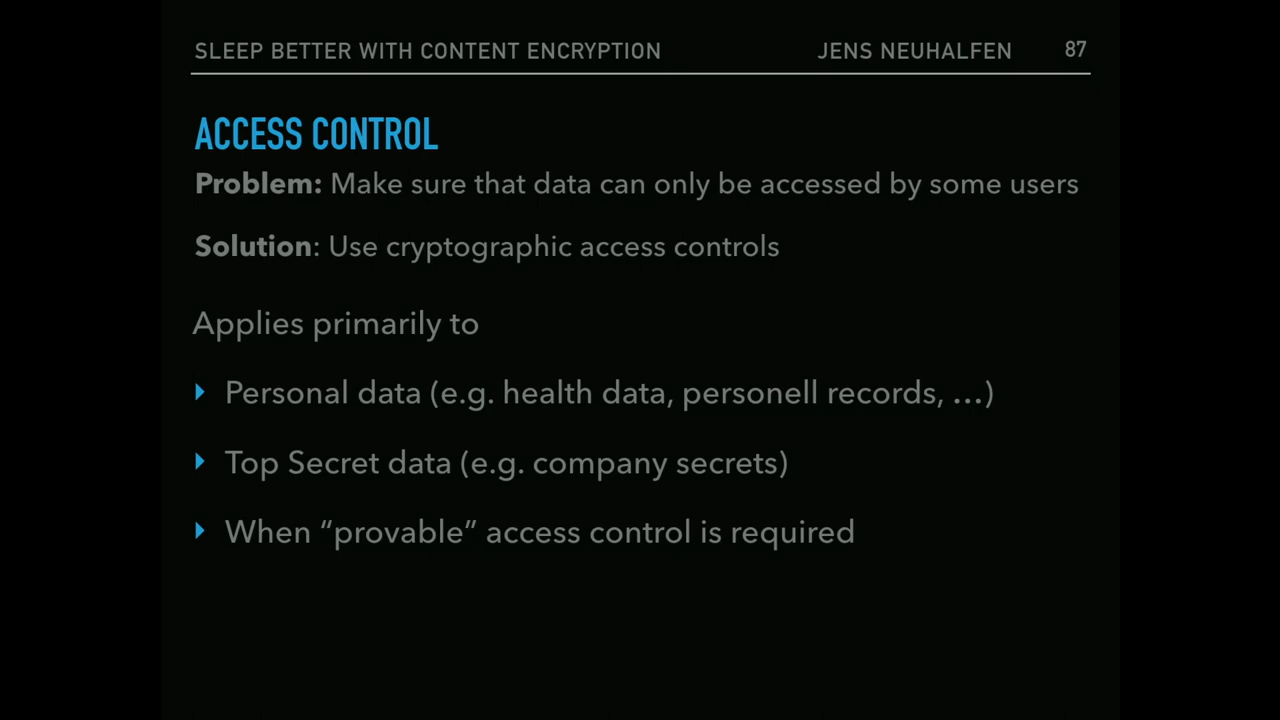 SLEEP BETTER WITH CONTENT ENCRYPTION JENS NEUHALFEN 87
ACCESS CONTROL
Problem: Make sure that data can only be accessed by some users
Solution: Use cryptographic access controls
Applies primarily to
Personal data (e.g. health data, personell records, …)
Top Secret data (e.g. company secrets)
When “provable” access control is required